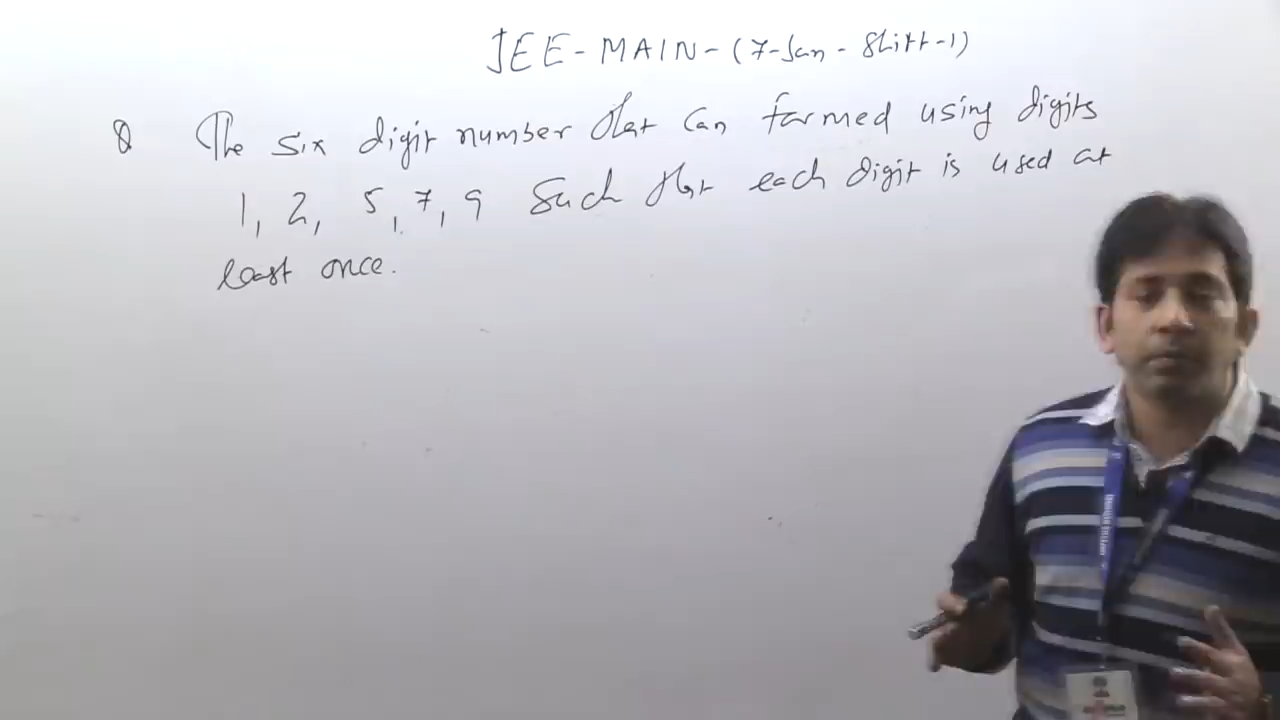 JEE-MAIN-(7-Jan-Shift-1)
Q The six digit number that can formed using digits
1, 2, 5, 7, 9 Such that each digit is used at
least once.